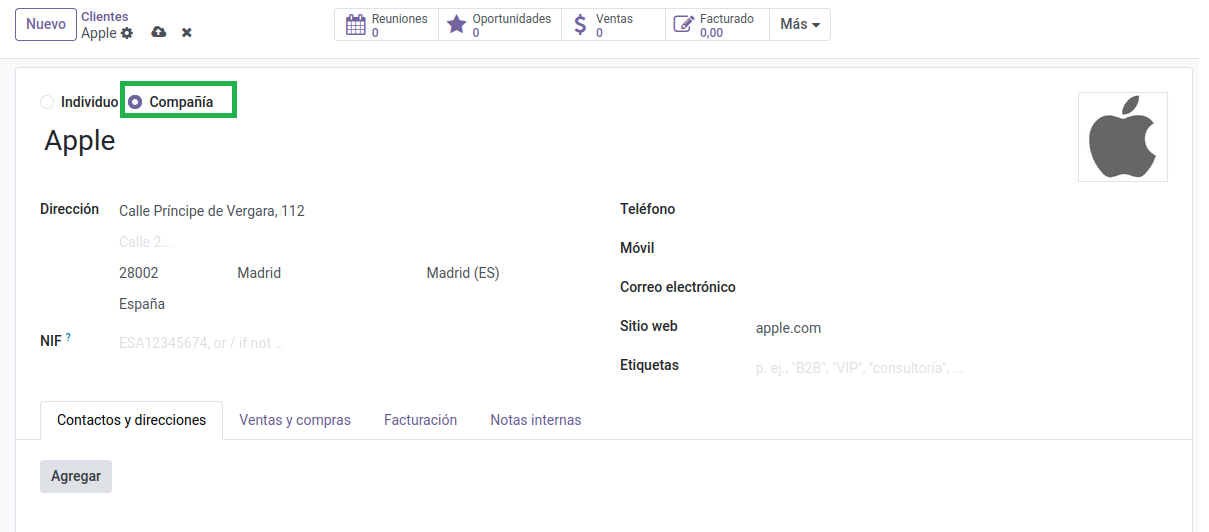 Nuevo
Clientes
Apple
Reuniones
0
Oportunidades
0
Ventas
0
Facturado
0,00
Más
Individuo
Compañía
Apple
Dirección
Calle Príncipe de Vergara, 112
Calle 2...
28002 Madrid Madrid (ES)
España
NIF ?
ESA12345674, or / if not ...
Teléfono
Móvil
Correo electrónico
Sitio web apple.com
Etiquetas p. ej., "B2B", "VIP", "consultoría", ...
Contactos y direcciones Ventas y compras Facturación Notas internas
Agregar